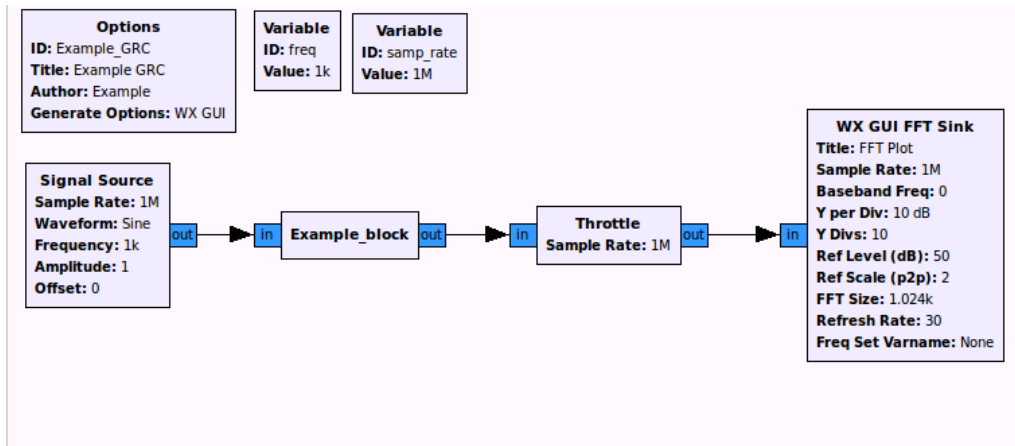 Options
ID: Example_GRC
Title: Example GRC
Author: Example
Generate Options: WX GUI
Variable
ID: freq
Value: 1k
Variable
ID: samp_rate
Value: 1M
Signal Source
Sample Rate: 1M
Waveform: Sine
Frequency: 1k
Amplitude: 1
Offset: 0
out
in
Example_block
out
in
Throttle
Sample Rate: 1M
out
in
WX GUI FFT Sink
Title: FFT Plot
Sample Rate: 1M
Baseband Freq: 0
Y per Div: 10 dB
Y Divs: 10
Ref Level (dB): 50
Ref Scale (p2p): 2
FFT Size: 1.024k
Refresh Rate: 30
Freq Set Varname: None